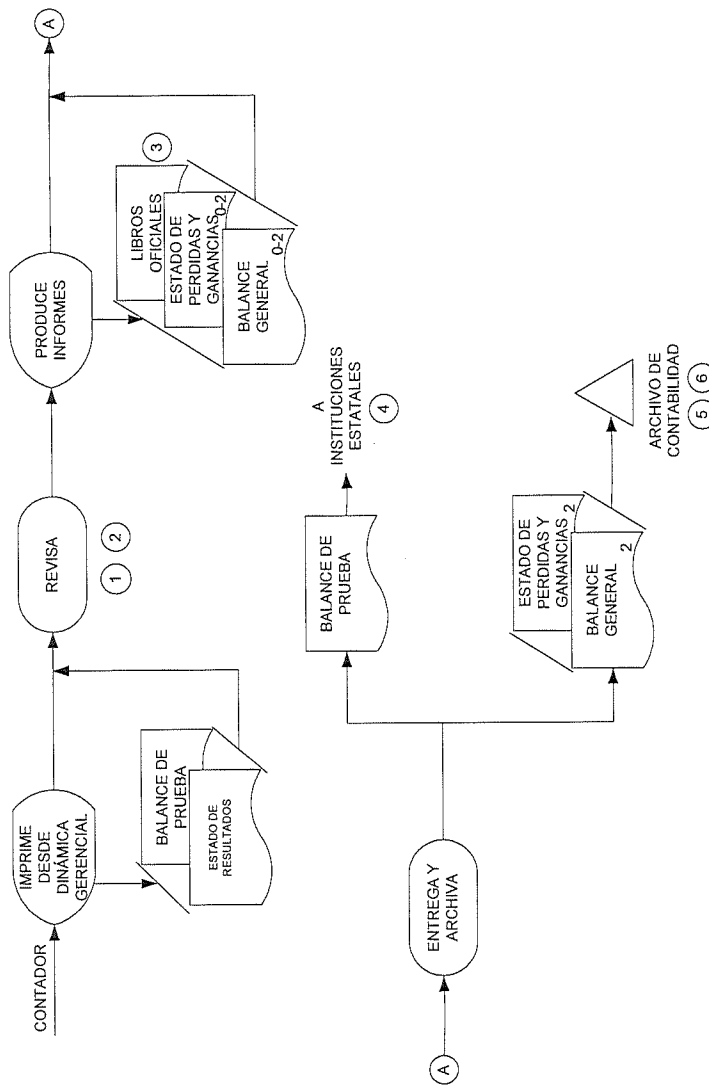 CONTADOR
IMPRIME
DESDE
DINÁMICA
GERENCIAL
BALANCE DE
PRUEBA
ESTADO DE
RESULTADOS
REVISA
1
2
PRODUCE
INFORMES
LIBROS
OFICIALES
3
ESTADO DE
PERDIDAS Y
GANANCIAS
0-2
BALANCE
GENERAL
0-2
A
A
ENTREGA Y
ARCHIVA
BALANCE DE
PRUEBA
A
INSTITUCIONES
ESTATALES
4
ESTADO DE
PERDIDAS Y
GANANCIAS
2
BALANCE
GENERAL
2
ARCHIVO DE
CONTABILIDAD
5
6